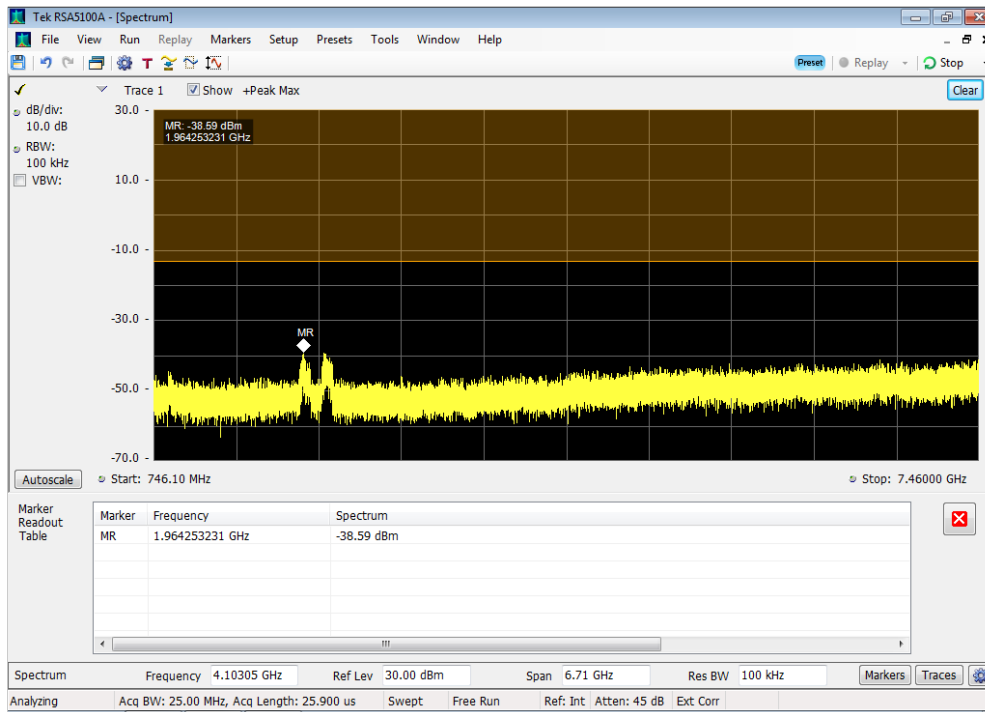 Tek RSA5100A - [Spectrum]
File View Run Replay Markers Setup Presets Tools Window Help
T Preset Replay Stop
Trace 1 Show +Peak Max Clear
dB/div:
10.0 dB
RBW:
100 kHz
VBW:
30.0
10.0
-10.0
-30.0
-50.0
-70.0
MR: -38.59 dBm
1.964253231 GHz
MR
Autoscale Start: 746.10 MHz Stop: 7.46000 GHz
Marker
Readout
Table
Marker Frequency Spectrum
MR 1.964253231 GHz -38.59 dBm
Spectrum Frequency 4.10305 GHz Ref Lev 30.00 dBm Span 6.71 GHz Res BW 100 kHz Markers Traces
Analyzing Acq BW: 25.00 MHz, Acq Length: 25.900 us Swept Free Run Ref: Int Atten: 45 dB Ext Corr